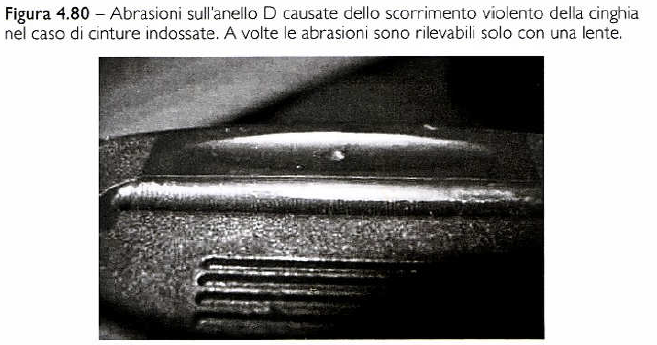 Figura 4.80 – Abrasioni sull'anello D causate dello scorrimento violento della cinghia
nel caso di cinture indossate. A volte le abrasioni sono rilevabili solo con una lente.